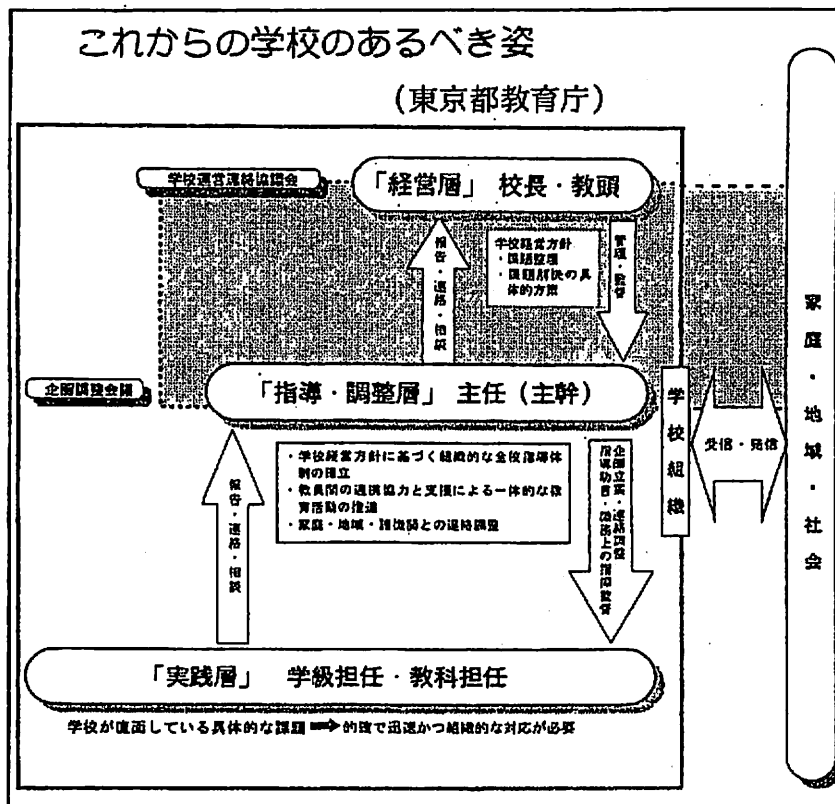 これからの学校のあるべき姿
(東京都教育庁)
学校運営連絡協議会
「経営層」 校長・教頭
報告・連絡・相談
学校経営方針
・課題整理
・課題解決の具
体的方策
管理・監督
企画調整会議
「指導・調整層」 主任(主幹)
報告・連絡・相談
・学校経営方針に基づく組織的な全校指導体
制の確立
・教員間の連携協力と支援による一体的な教
育活動の推進
・家庭・地域・諸機関との連絡調整
企画立案・連絡調整
指導助言・職務上の指揮監督
学校組織
受信・発信
家庭・地域・社会
「実践層」 学級担任・教科担任
学校が直面している具体的な課題 ➡ 的確で迅速かつ組織的な対応が必要